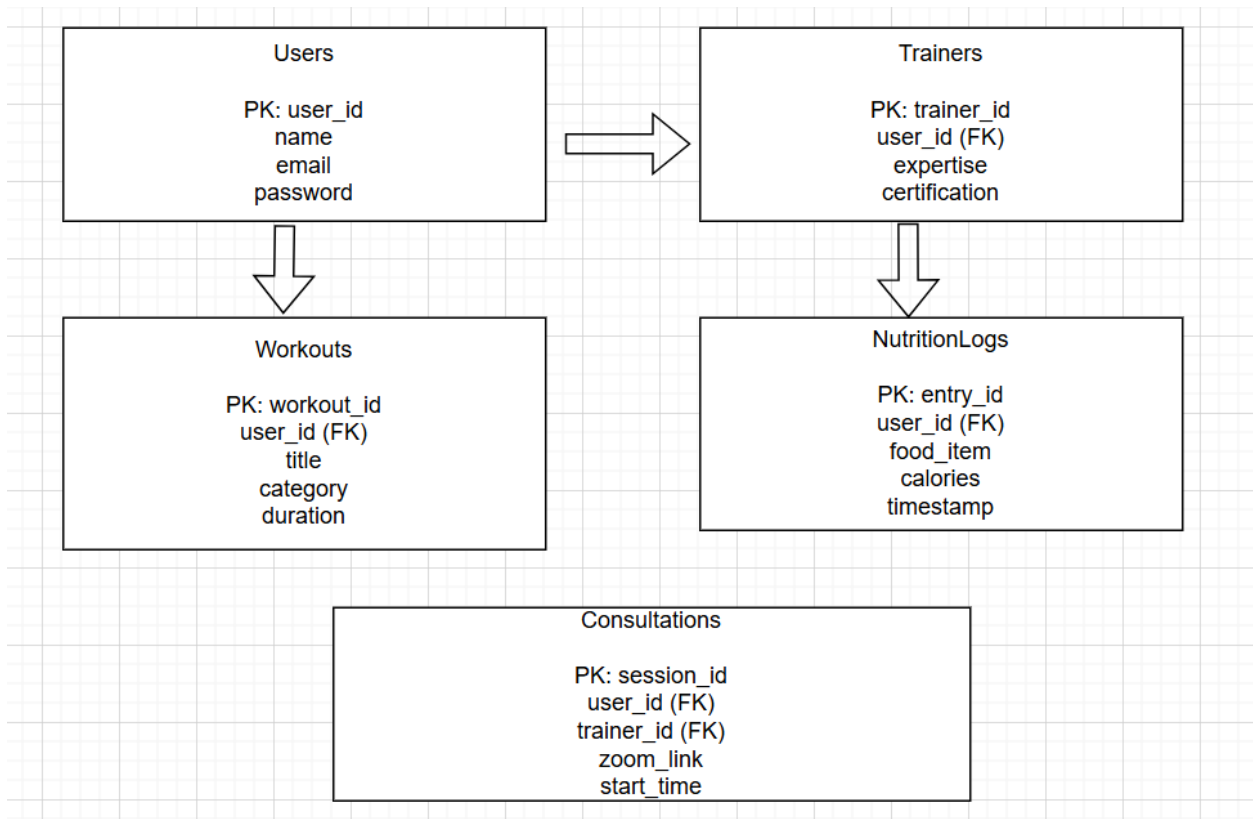 Users
PK: user_id
name
email
password
Trainers
PK: trainer_id
user_id (FK)
expertise
certification
Workouts
PK: workout_id
user_id (FK)
title
category
duration
NutritionLogs
PK: entry_id
user_id (FK)
food_item
calories
timestamp
Consultations
PK: session_id
user_id (FK)
trainer_id (FK)
zoom_link
start_time